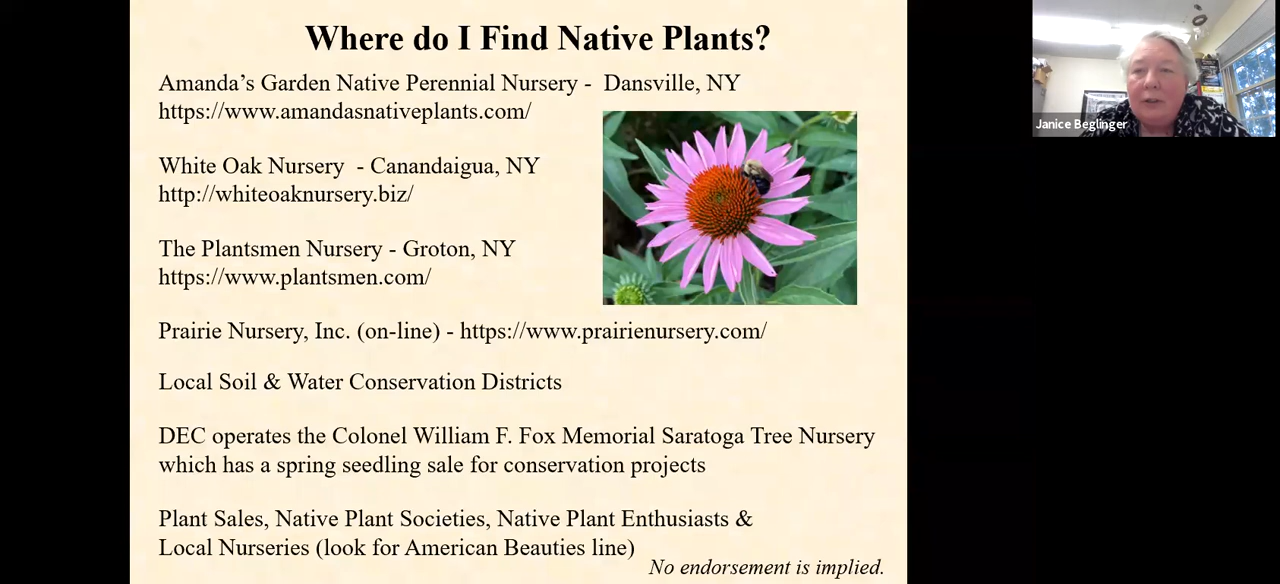 Where do I Find Native Plants?
Amanda’s Garden Native Perennial Nursery - Dansville, NY
https://www.amandasnativeplants.com/
White Oak Nursery - Canandaigua, NY
http://whiteoaknursery.biz/
The Plantsmen Nursery - Groton, NY
https://www.plantsmen.com/
Prairie Nursery, Inc. (on-line) - https://www.prairienursery.com/
Local Soil & Water Conservation Districts
DEC operates the Colonel William F. Fox Memorial Saratoga Tree Nursery
which has a spring seedling sale for conservation projects
Plant Sales, Native Plant Societies, Native Plant Enthusiasts &
Local Nurseries (look for American Beauties line)
No endorsement is implied.
Janice Beglinger